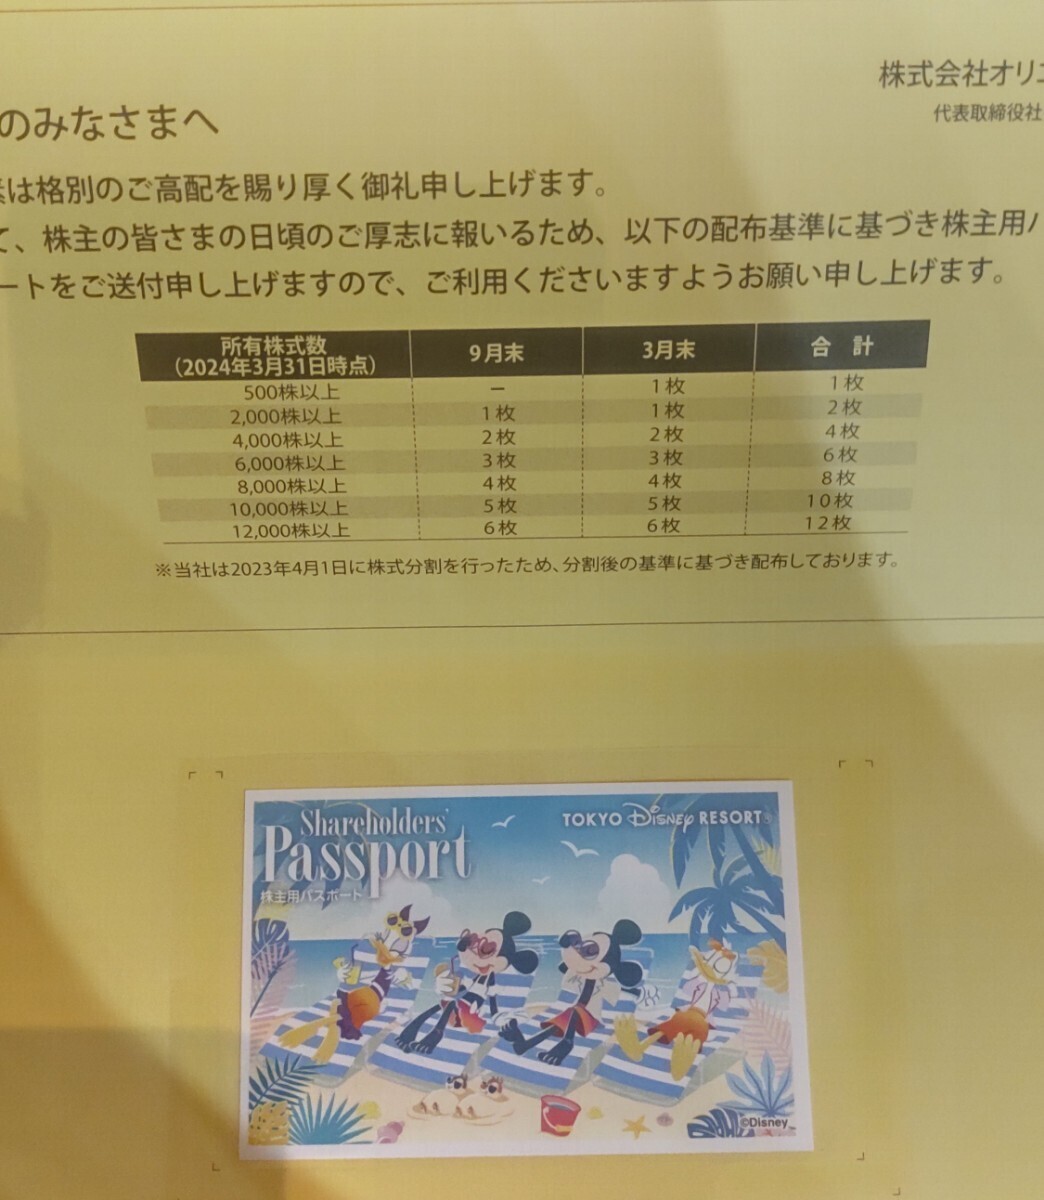 株式会社オリエ
代表取締役社
のみなさまへ
は格別のご高配を賜り厚く御礼申し上げます。
て、株主の皆さまの日頃のご厚志に報いるため、以下の配布基準に基づき株主用パ
ートをご送付申し上げますので、ご利用くださいますようお願い申し上げます。
所有株式数 (2024年3月31日時点) 9月末 3月末 合計
500株以上 － 1枚 1枚
2,000株以上 1枚 1枚 2枚
4,000株以上 2枚 2枚 4枚
6,000株以上 3枚 3枚 6枚
8,000株以上 4枚 4枚 8枚
10,000株以上 5枚 5枚 10枚
12,000株以上 6枚 6枚 12枚
※当社は2023年4月1日に株式分割を行ったため、分割後の基準に基づき配布しております。
Shareholders'
Passport
株主用パスポート
TOKYO Disney RESORT®
©Disney